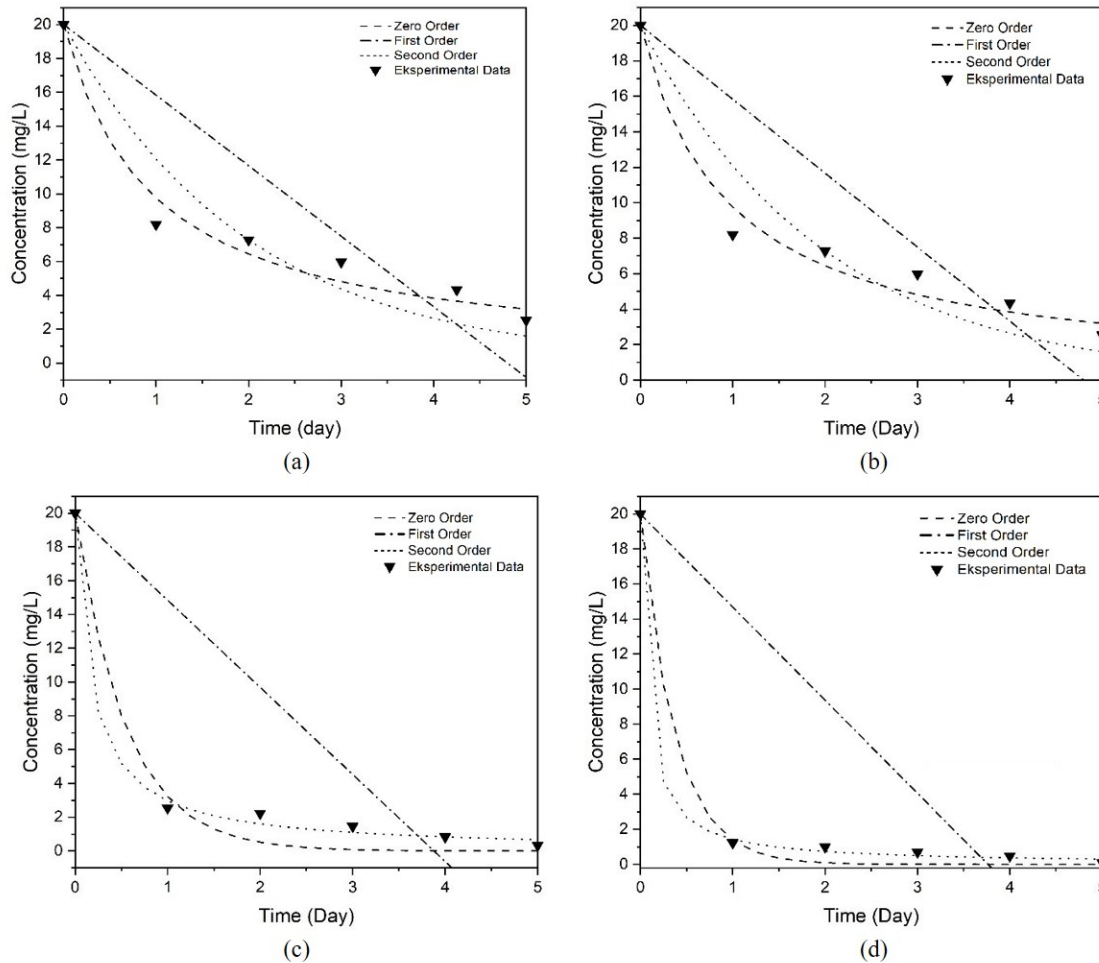 Zero Order
First Order
Second Order
Eksperimental Data
Concentration (mg/L)
20
18
16
14
12
10
8
6
4
2
0
0 1 2 3 4 5
Time (day)
(a)
Zero Order
First Order
Second Order
Eksperimental Data
Concentration (mg/L)
20
18
16
14
12
10
8
6
4
2
0
0 1 2 3 4
Time (Day)
(b)
Zero Order
First Order
Second Order
Eksperimental Data
Concentration (mg/L)
20
18
16
14
12
10
8
6
4
2
0
0 1 2 3 4 5
Time (Day)
(c)
Zero Order
First Order
Second Order
Eksperimental Data
Concentration (mg/L)
20
18
16
14
12
10
8
6
4
2
0
0 1 2 3 4
Time (Day)
(d)